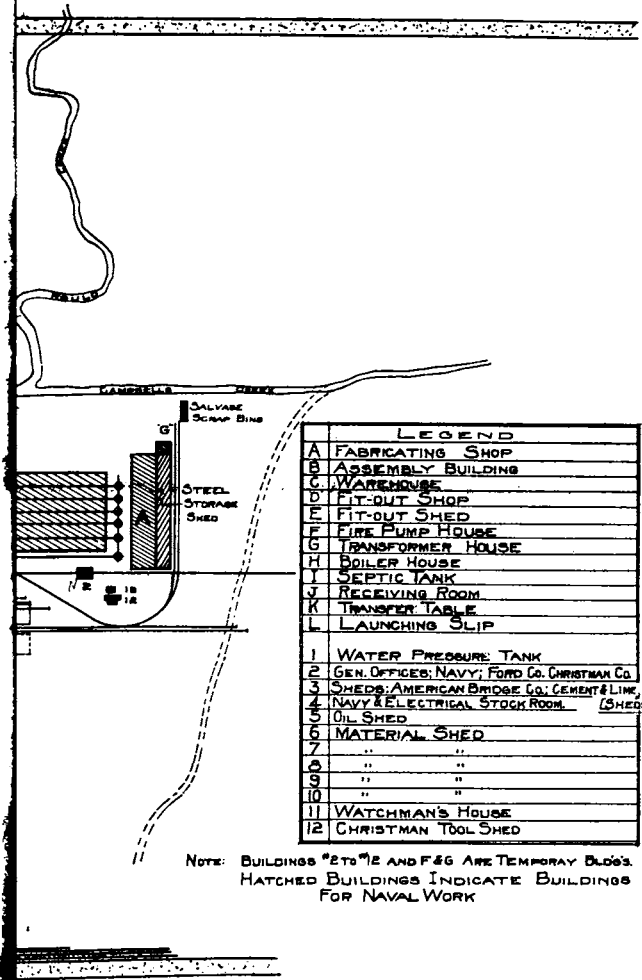 ROULO
CAMPBELLS CREEK
SALVAGE
SCRAP BINS
G
STEEL
STORAGE
SHED
A
2
12
LEGEND
A FABRICATING SHOP
B ASSEMBLY BUILDING
C WAREHOUSE
D FIT-OUT SHOP
E FIT-OUT SHED
F FIRE PUMP HOUSE
G TRANSFORMER HOUSE
H BOILER HOUSE
I SEPTIC TANK
J RECEIVING ROOM
K TRANSFER TABLE
L LAUNCHING SLIP
1 WATER PRESSURE TANK
2 GEN. OFFICES; NAVY; FORD CO. CHRISTMAN CO.
3 SHEDS: AMERICAN BRIDGE CO.; CEMENT & LIME,
4 NAVY & ELECTRICAL STOCK ROOM. (SHED
5 OIL SHED
6 MATERIAL SHED
7 " "
8 " "
9 " "
10 " "
11 WATCHMAN'S HOUSE
12 CHRISTMAN TOOL SHED
NOTE: BUILDINGS #2 TO #12 AND F & G ARE TEMPORAY BLDG'S.
HATCHED BUILDINGS INDICATE BUILDINGS
FOR NAVAL WORK